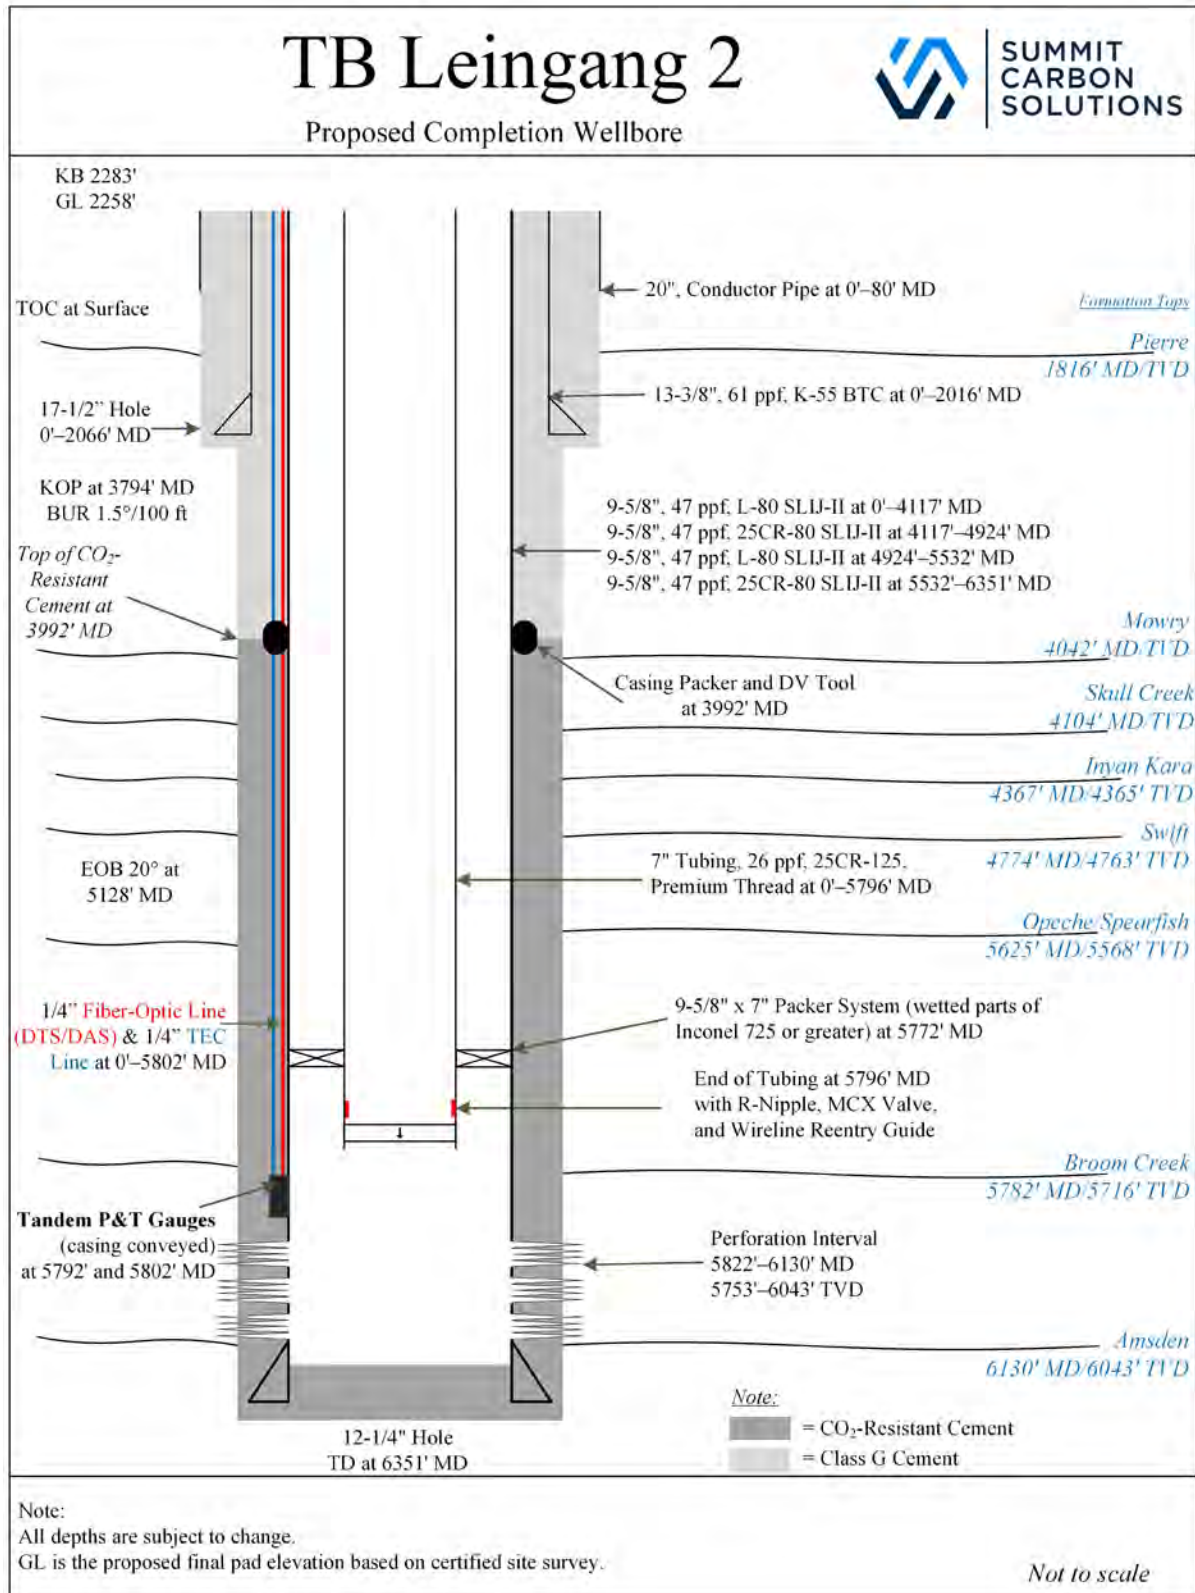 TB Leingang 2
Proposed Completion Wellbore
SUMMIT
CARBON
SOLUTIONS
KB 2283'
GL 2258'
TOC at Surface
20", Conductor Pipe at 0'–80' MD
Formation Tops
Pierre
1816' MD/TVD
13-3/8", 61 ppf, K-55 BTC at 0'–2016' MD
17-1/2" Hole
0'–2066' MD
KOP at 3794' MD
BUR 1.5°/100 ft
9-5/8", 47 ppf, L-80 SLIJ-II at 0'–4117' MD
9-5/8", 47 ppf, 25CR-80 SLIJ-II at 4117'–4924' MD
9-5/8", 47 ppf, L-80 SLIJ-II at 4924'–5532' MD
9-5/8", 47 ppf, 25CR-80 SLIJ-II at 5532'–6351' MD
Top of CO₂-
Resistant
Cement at
3992' MD
Mowry
4042' MD/TVD
Casing Packer and DV Tool
at 3992' MD
Skull Creek
4104' MD/TVD
Inyan Kara
4367' MD/4365' TVD
Swift
4774' MD/4763' TVD
EOB 20° at
5128' MD
7" Tubing, 26 ppf, 25CR-125,
Premium Thread at 0'–5796' MD
Opeche/Spearfish
5625' MD/5568' TVD
1/4" Fiber-Optic Line
(DTS/DAS) & 1/4" TEC
Line at 0'–5802' MD
9-5/8" x 7" Packer System (wetted parts of
Inconel 725 or greater) at 5772' MD
End of Tubing at 5796' MD
with R-Nipple, MCX Valve,
and Wireline Reentry Guide
Broom Creek
5782' MD/5716' TVD
Tandem P&T Gauges
(casing conveyed)
at 5792' and 5802' MD
Perforation Interval
5822'–6130' MD
5753'–6043' TVD
Amsden
6130' MD/6043' TVD
Note:
= CO₂-Resistant Cement
= Class G Cement
12-1/4" Hole
TD at 6351' MD
Note:
All depths are subject to change.
GL is the proposed final pad elevation based on certified site survey.
Not to scale